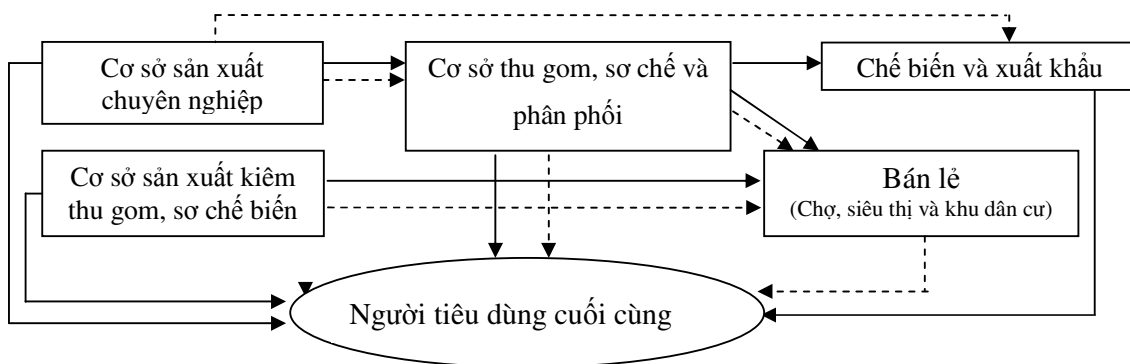 Cơ sở sản xuất
chuyên nghiệp
Cơ sở thu gom, sơ chế và
phân phối
Chế biến và xuất khẩu
Cơ sở sản xuất kiêm
thu gom, sơ chế biến
Bán lẻ
(Chợ, siêu thị và khu dân cư)
Người tiêu dùng cuối cùng